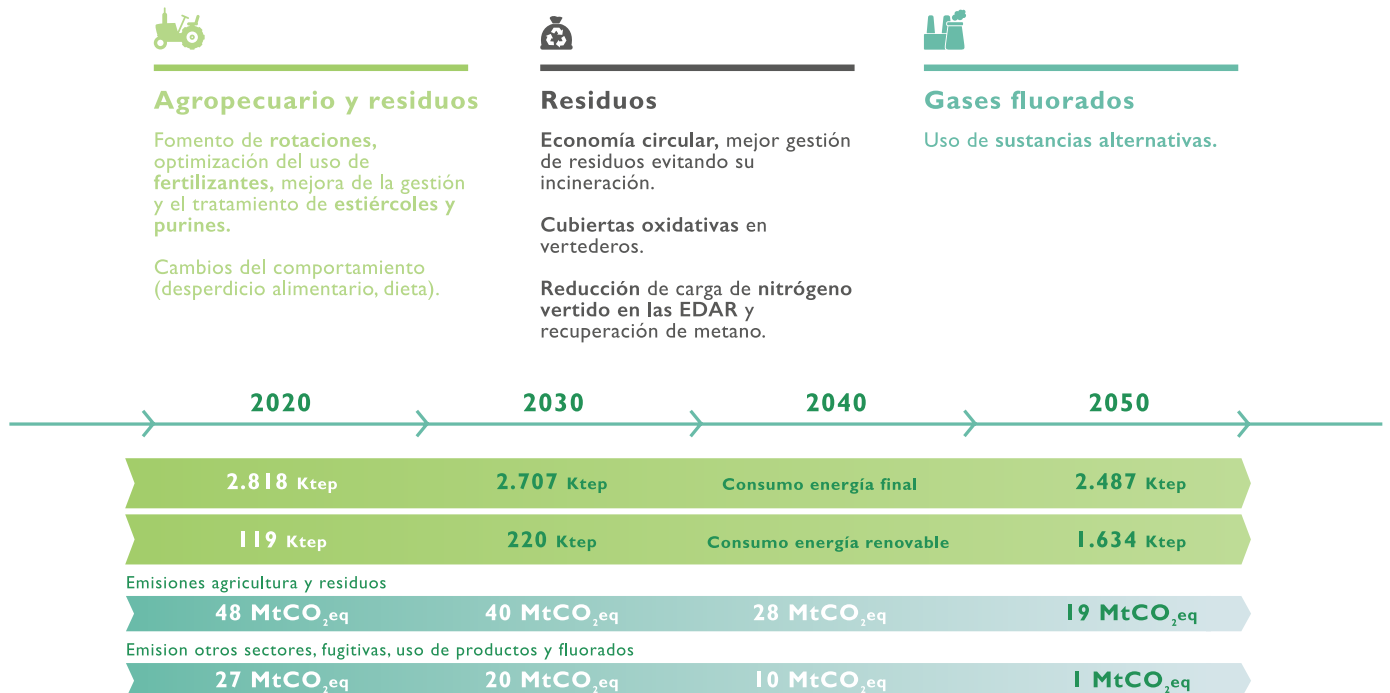 Agropecuario y residuos
Fomento de rotaciones,
optimización del uso de
fertilizantes, mejora de la gestión
y el tratamiento de estiércoles y
purines.
Cambios del comportamiento
(desperdicio alimentario, dieta).
Residuos
Economía circular, mejor gestión
de residuos evitando su
incineración.
Cubiertas oxidativas en
vertederos.
Reducción de carga de nitrógeno
vertido en las EDAR y
recuperación de metano.
Gases fluorados
Uso de sustancias alternativas.
2020 2030 2040 2050
2.818 Ktep 2.707 Ktep Consumo energía final 2.487 Ktep
119 Ktep 220 Ktep Consumo energía renovable 1.634 Ktep
Emisiones agricultura y residuos
48 MtCO₂eq 40 MtCO₂eq 28 MtCO₂eq 19 MtCO₂eq
Emision otros sectores, fugitivas, uso de productos y fluorados
27 MtCO₂eq 20 MtCO₂eq 10 MtCO₂eq 1 MtCO₂eq